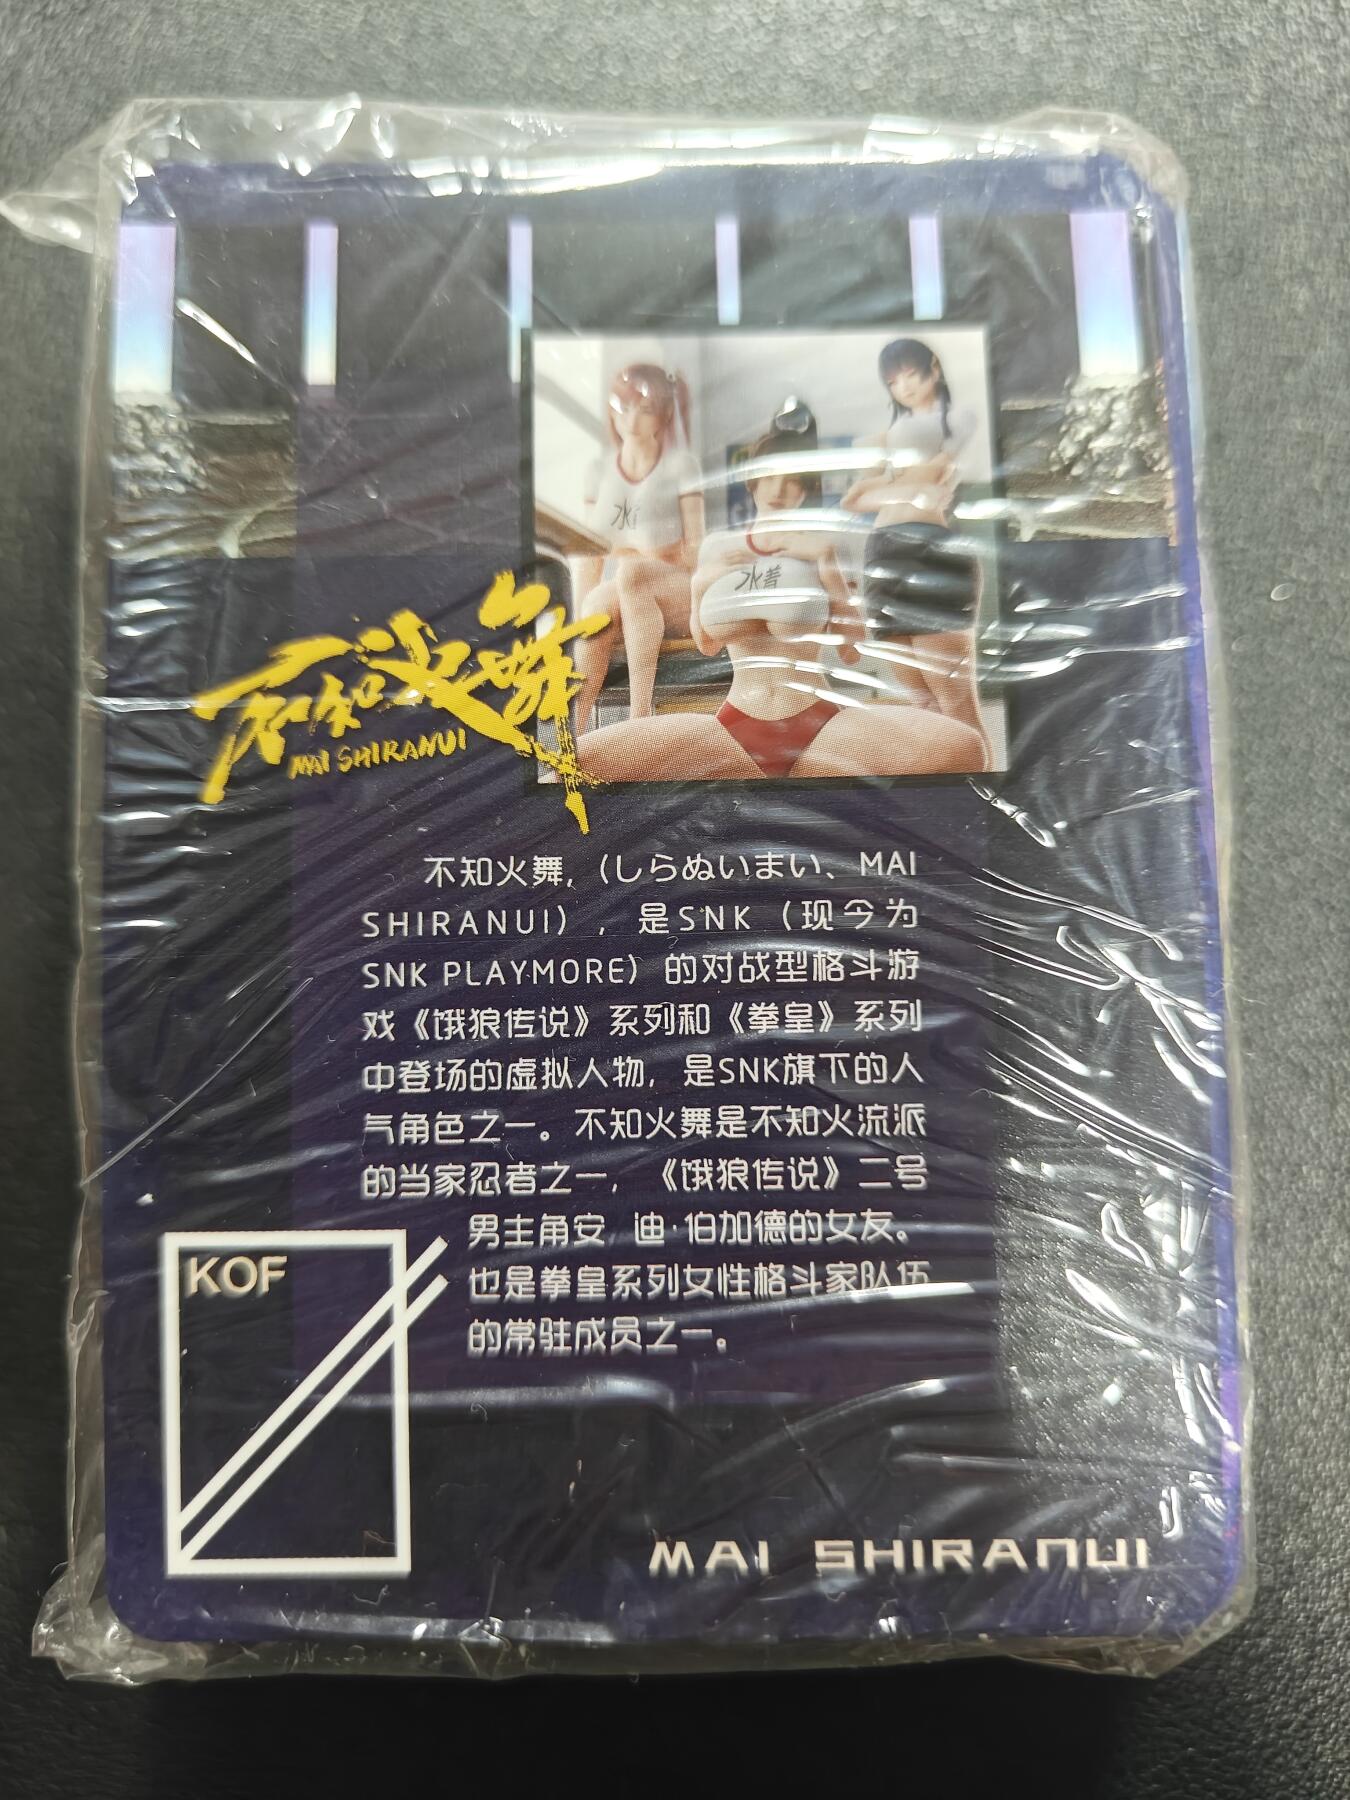 水着
水着
不知火舞
MAI SHIRANUI
不知火舞,（しらぬいまい、MAI
SHIRANUI）,是SNK（现今为
SNK PLAYMORE）的对战型格斗游
戏《饿狼传说》系列和《拳皇》系列
中登场的虚拟人物,是SNK旗下的人
气角色之一。不知火舞是不知火流派
的当家忍者之一,《饿狼传说》二号
男主角安 迪·伯加德的女友。
也是拳皇系列女性格斗家队伍
的常驻成员之一。
KOF
MAI SHIRANUI